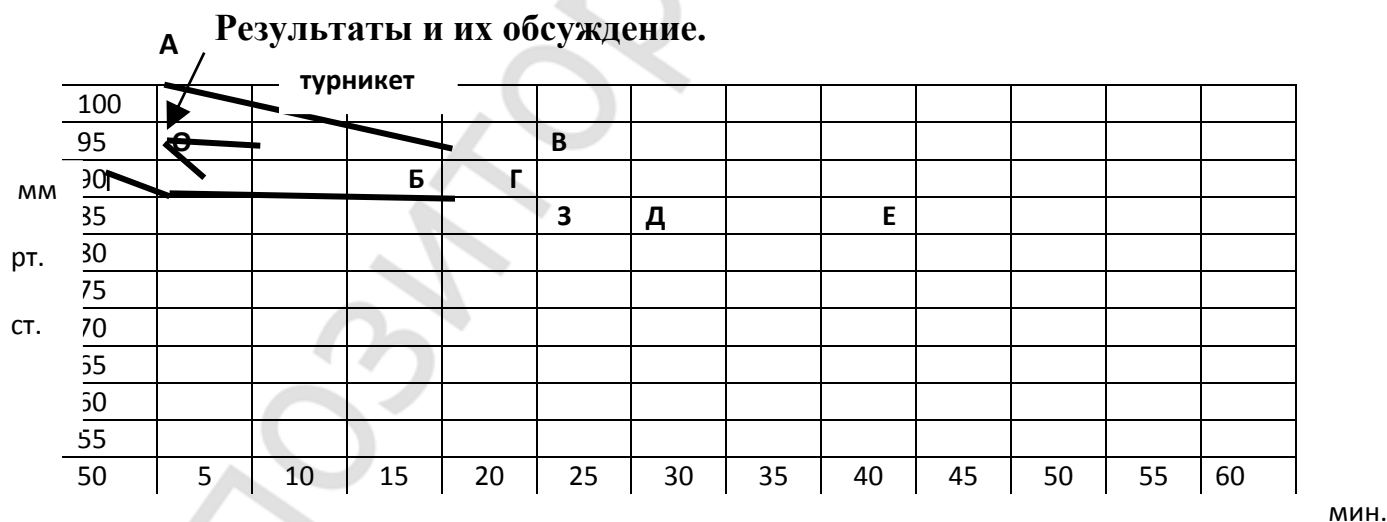 Результаты и их обсуждение.
А
турникет
100
95 О В
мм 90 Б Г
85 З Д Е
рт. 80
75
ст. 70
65
60
55
50 5 10 15 20 25 30 35 40 45 50 55 60
мин.